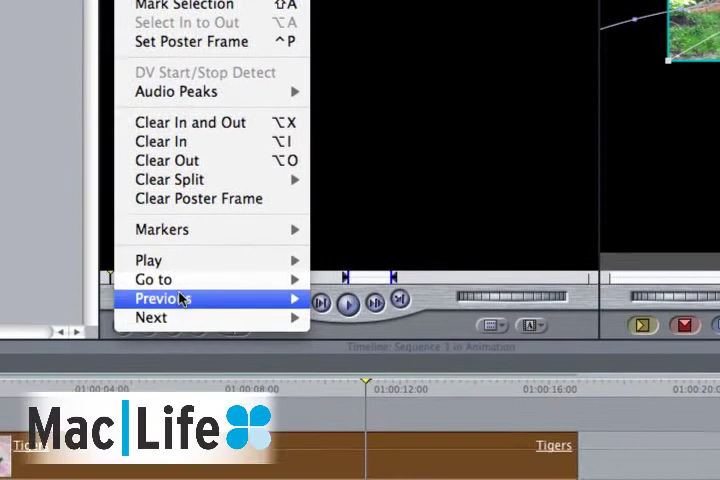 Mark Selection ⇧A
Select In to Out ⌥A
Set Poster Frame ^P
DV Start/Stop Detect
Audio Peaks
Clear In and Out ⌥X
Clear In ⌥I
Clear Out ⌥O
Clear Split
Clear Poster Frame
Markers
Play
Go to
Previous
Next
A
Timeline: Sequence 1 in Animation
01:00:04:00 01:00:08:00 01:00:12:00 01:00:16:00 01:00:20:0
Mac|Life
Tigers
Tigers